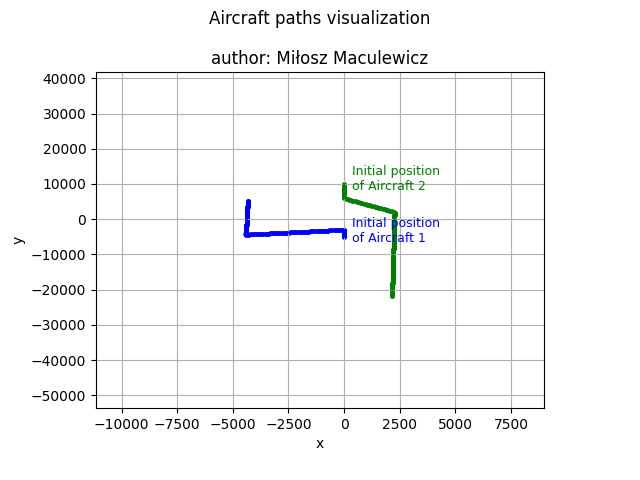 Aircraft paths visualization
author: Miłosz Maculewicz
40000
30000
20000
10000
0
−10000
−20000
−30000
−40000
−50000
y
Initial position
of Aircraft 2
Initial position
of Aircraft 1
−10000 −7500 −5000 −2500 0 2500 5000 7500
x